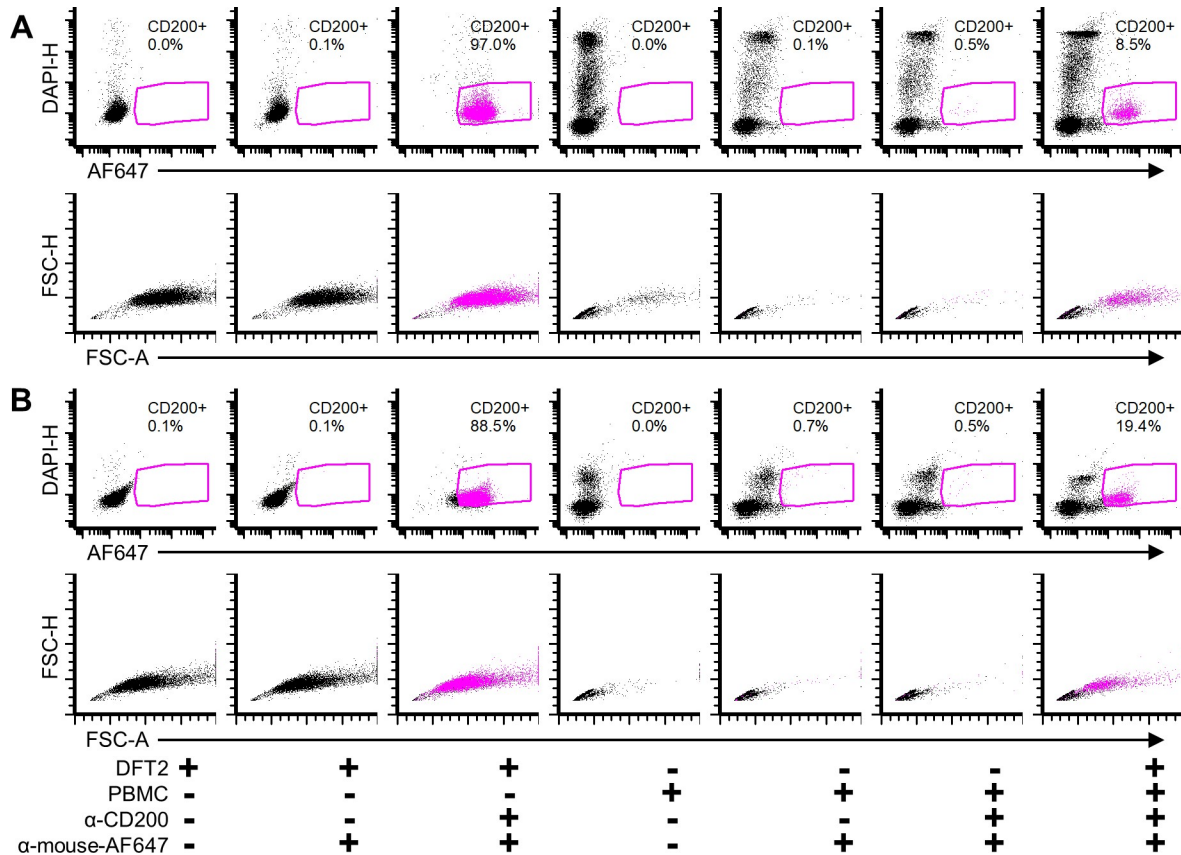 A
DAPI-H
CD200+
0.0%
CD200+
0.1%
CD200+
97.0%
CD200+
0.0%
CD200+
0.1%
CD200+
0.5%
CD200+
8.5%
AF647
FSC-H
FSC-A
B
DAPI-H
CD200+
0.1%
CD200+
0.1%
CD200+
88.5%
CD200+
0.0%
CD200+
0.7%
CD200+
0.5%
CD200+
19.4%
AF647
FSC-H
FSC-A
DFT2 + + + - - - +
PBMC - - - + + + +
α-CD200 - - + - - + +
α-mouse-AF647 - + + - + + +